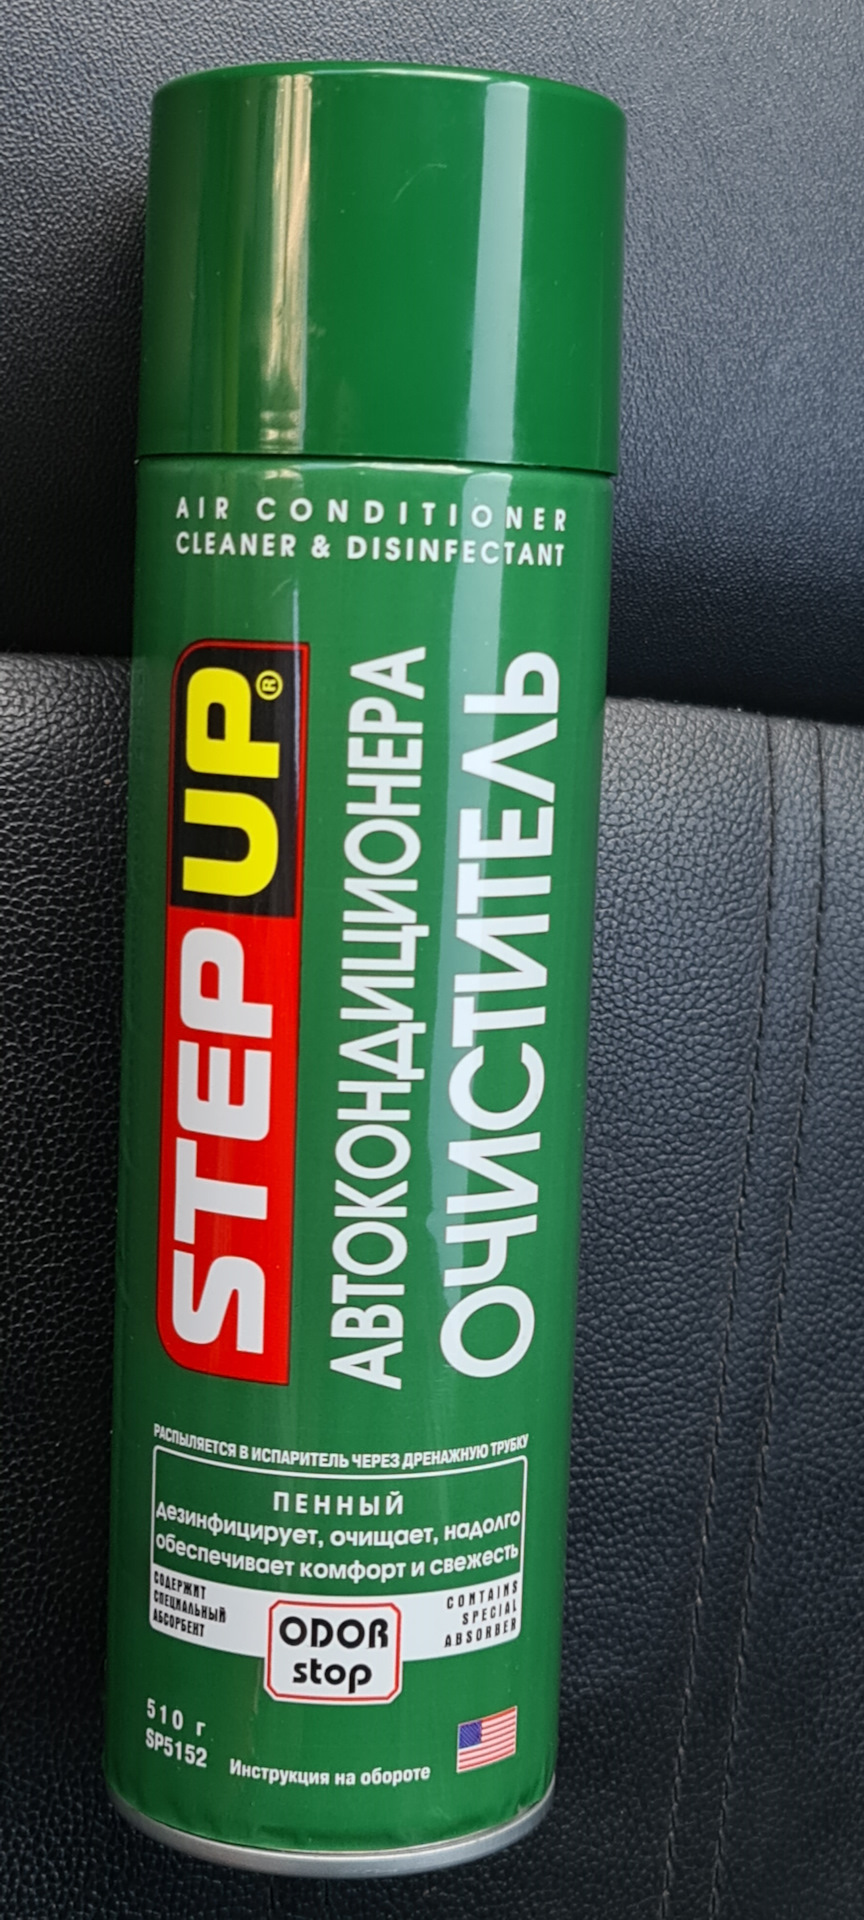 AIR CONDITIONER
CLEANER & DISINFECTANT
STEP UP®
АВТОКОНДИЦИОНЕРА
ОЧИСТИТЕЛЬ
РАСПЫЛЯЕТСЯ В ИСПАРИТЕЛЬ ЧЕРЕЗ ДРЕНАЖНУЮ ТРУБКУ
ПЕННЫЙ
дезинфицирует, очищает, надолго
обеспечивает комфорт и свежесть
СОДЕРЖИТ
СПЕЦИАЛЬНЫЙ
АБСОРБЕНТ
ODOR
stop
CONTAINS
SPECIAL
ABSORBER
510 г
SP5152
Инструкция на обороте